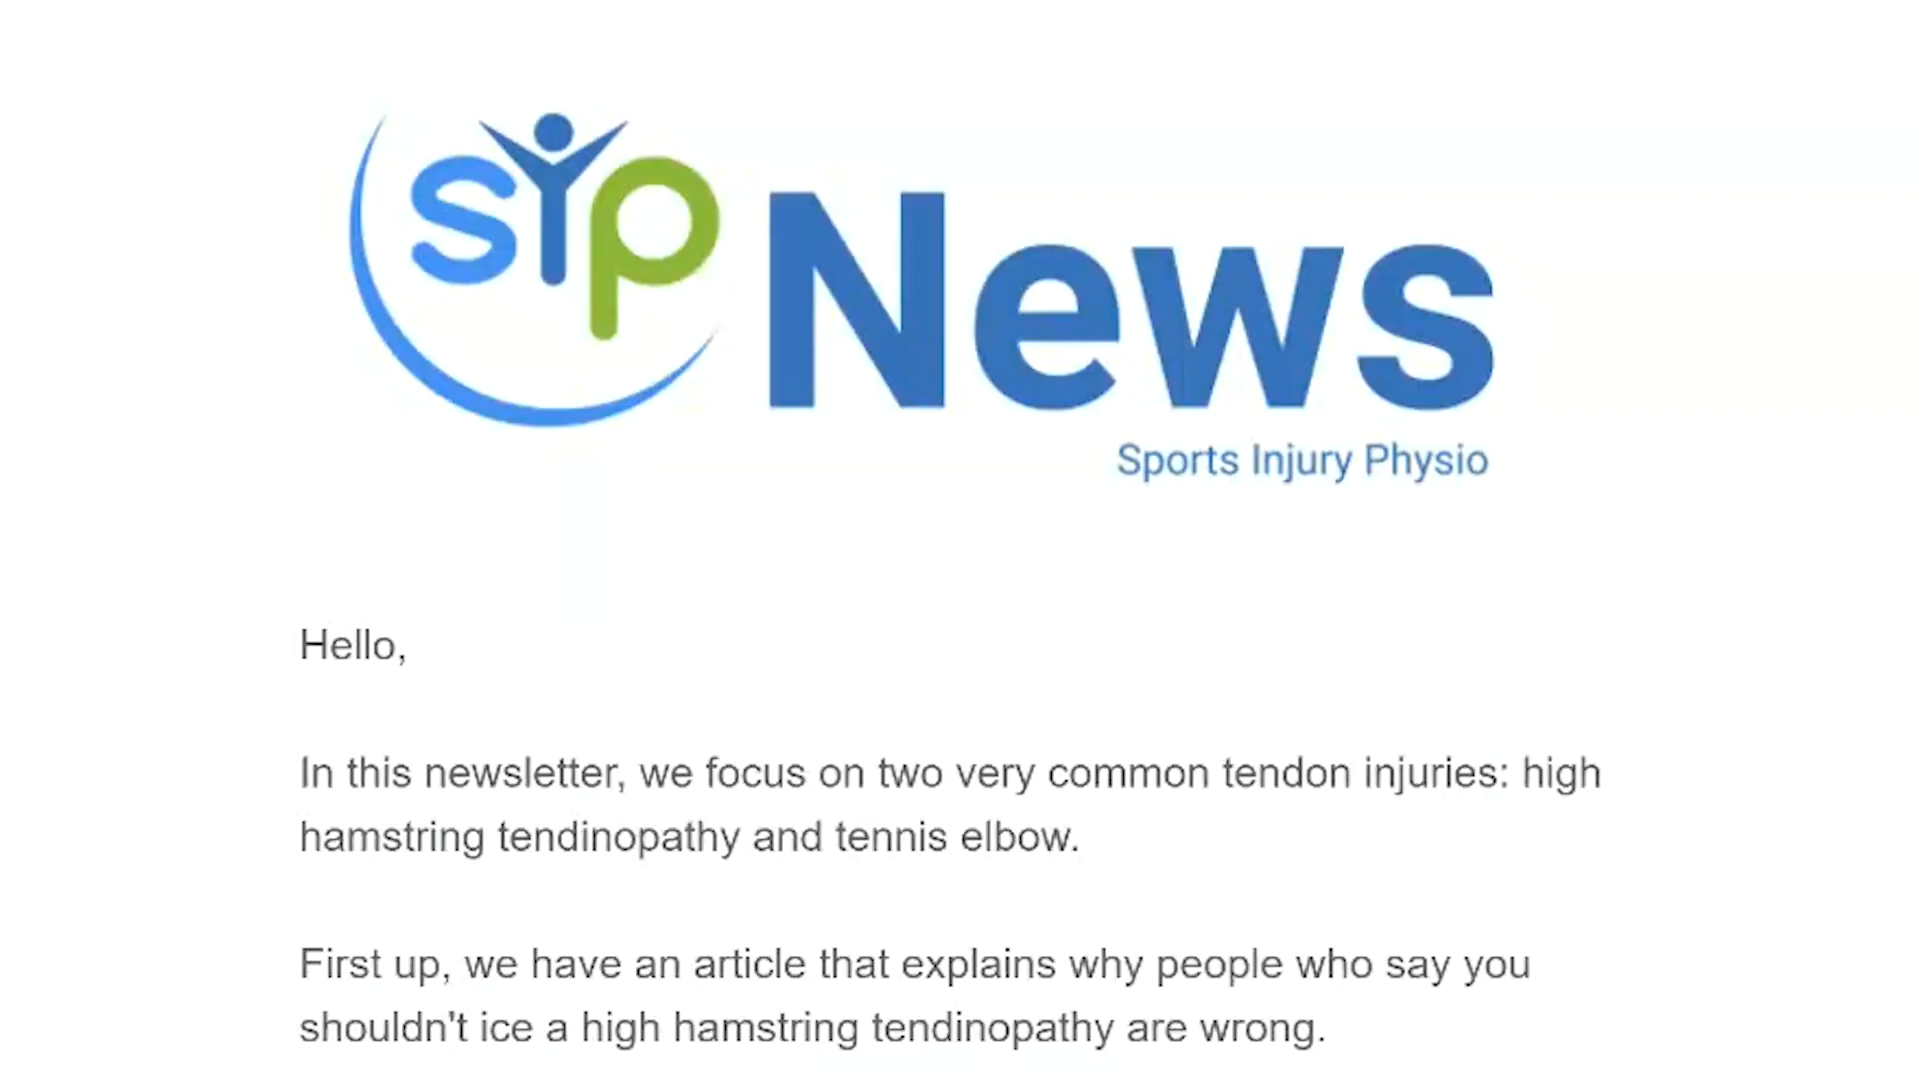 sip News
Sports Injury Physio
Hello,
In this newsletter, we focus on two very common tendon injuries: high
hamstring tendinopathy and tennis elbow.
First up, we have an article that explains why people who say you
shouldn't ice a high hamstring tendinopathy are wrong.